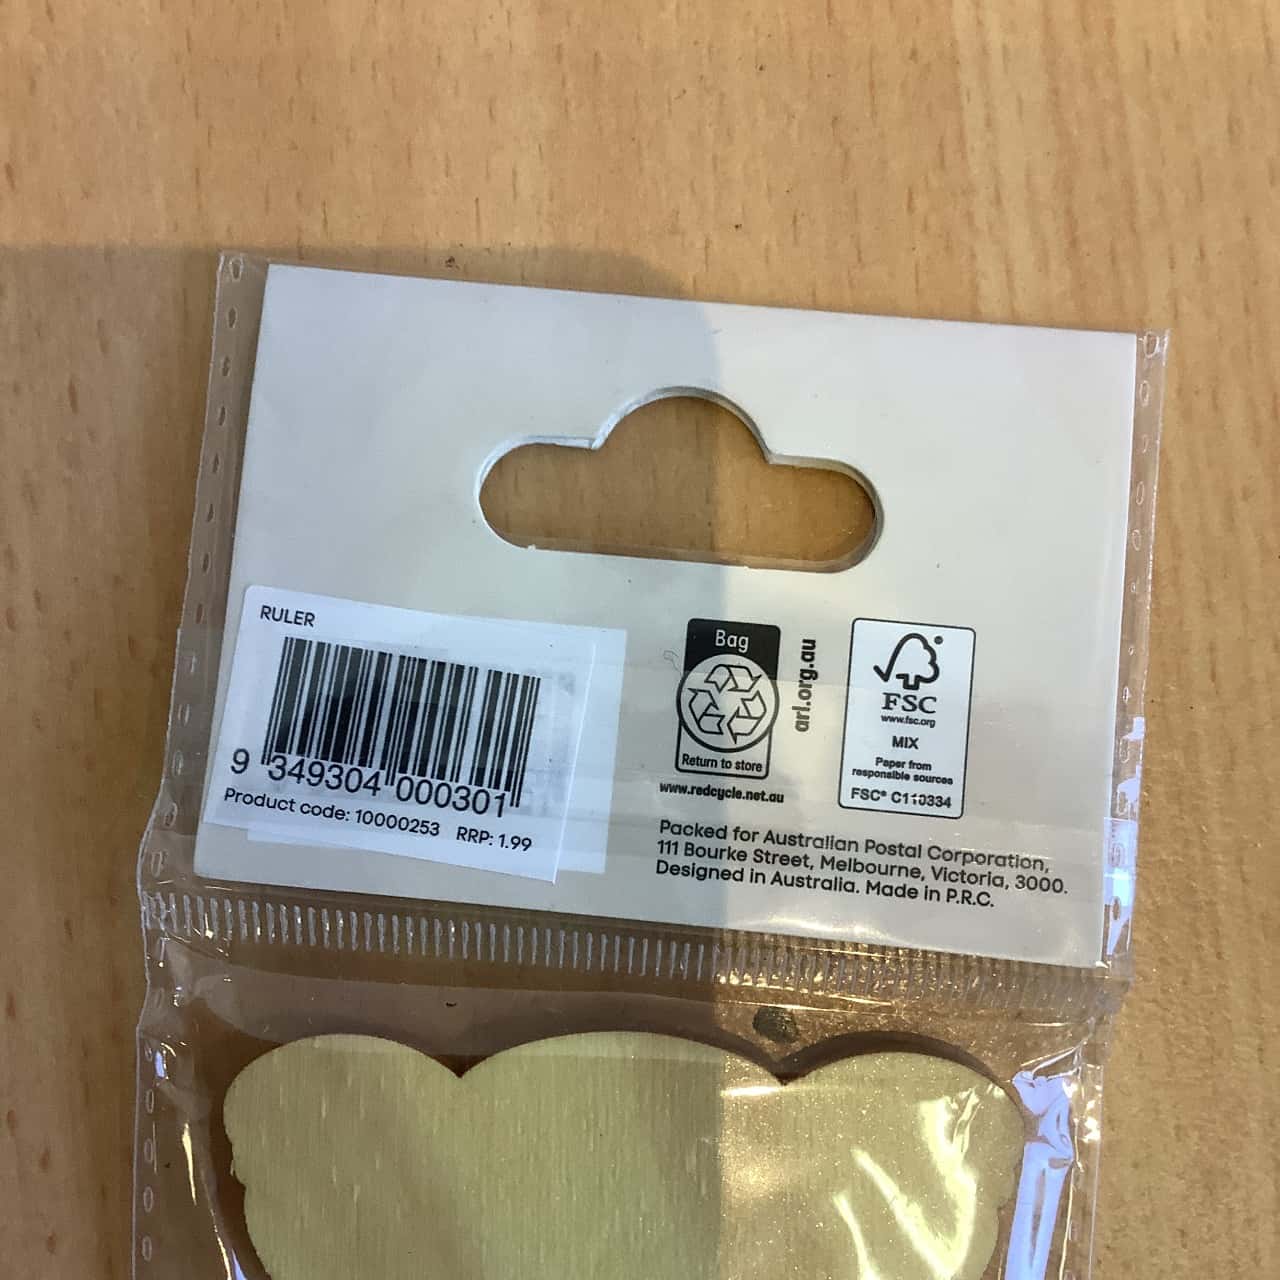 RULER
9 349304 000301
Product code: 10000253 RRP: 1.99
Bag
Return to store
arl.org.au
www.redcycle.net.au
FSC
www.fsc.org
MIX
Paper from
responsible sources
FSC® C110334
Packed for Australian Postal Corporation,
111 Bourke Street, Melbourne, Victoria, 3000.
Designed in Australia. Made in P.R.C.